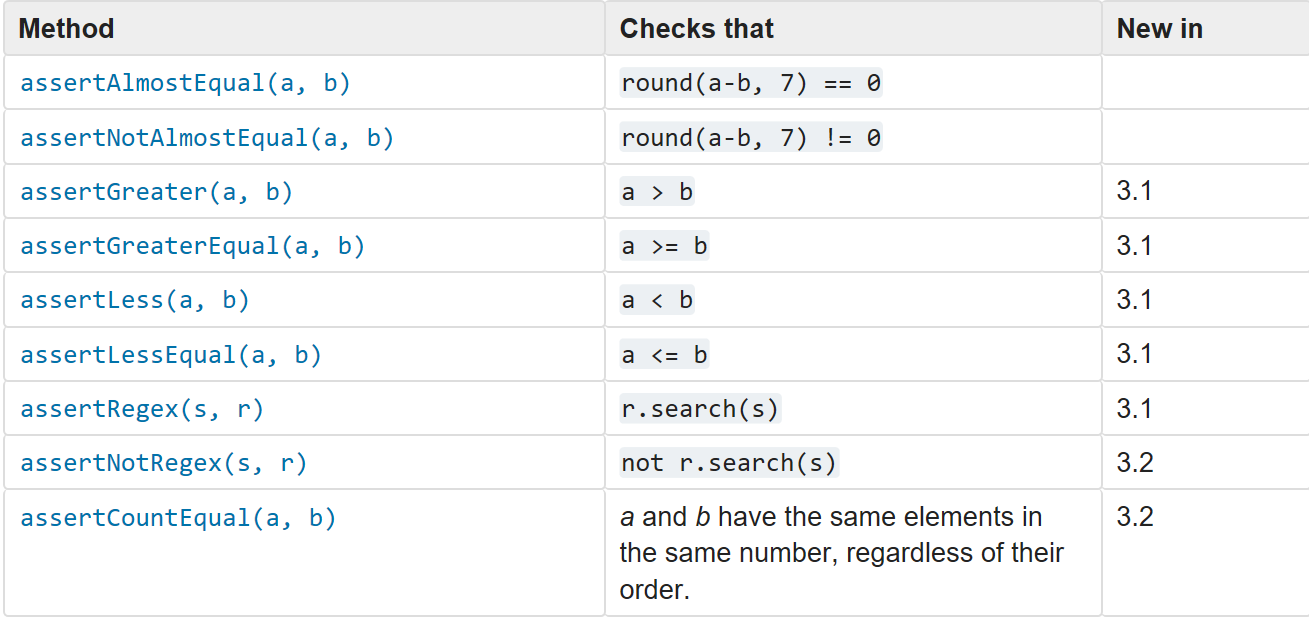 Method Checks that New in
assertAlmostEqual(a, b) round(a-b, 7) == 0
assertNotAlmostEqual(a, b) round(a-b, 7) != 0
assertGreater(a, b) a > b 3.1
assertGreaterEqual(a, b) a >= b 3.1
assertLess(a, b) a < b 3.1
assertLessEqual(a, b) a <= b 3.1
assertRegex(s, r) r.search(s) 3.1
assertNotRegex(s, r) not r.search(s) 3.2
assertCountEqual(a, b) a and b have the same elements in 3.2
the same number, regardless of their
order.